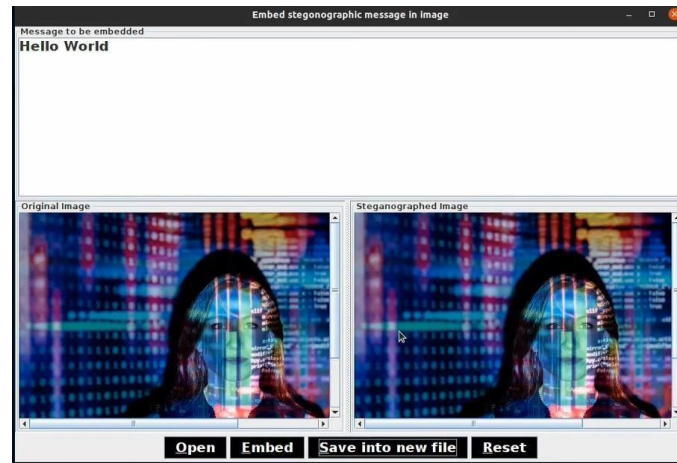 Embed stegonographic message in image
Message to be embedded
Hello World
Original Image
Steganographed Image
Open Embed Save into new file Reset